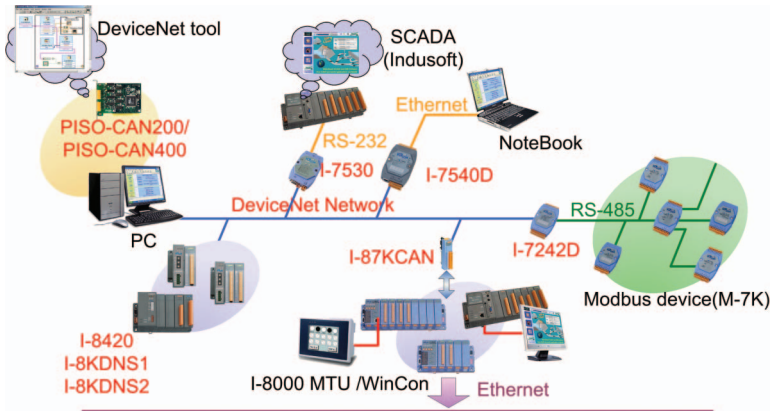 DeviceNet tool
SCADA
(Indusoft)
PISO-CAN200/
PISO-CAN400
Ethernet
RS-232
NoteBook
I-7530
I-7540D
DeviceNet Network
RS-485
PC
I-87KCAN
I-7242D
Modbus device(M-7K)
I-8420
I-8KDNS1
I-8KDNS2
I-8000 MTU /WinCon
Ethernet